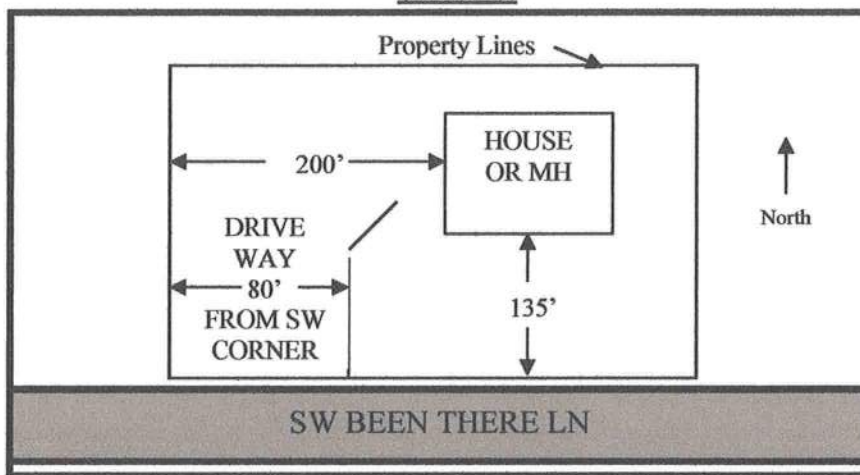 Property Lines
HOUSE
OR MH
200'
North
DRIVE
WAY
80'
FROM SW
CORNER
135'
SW BEEN THERE LN